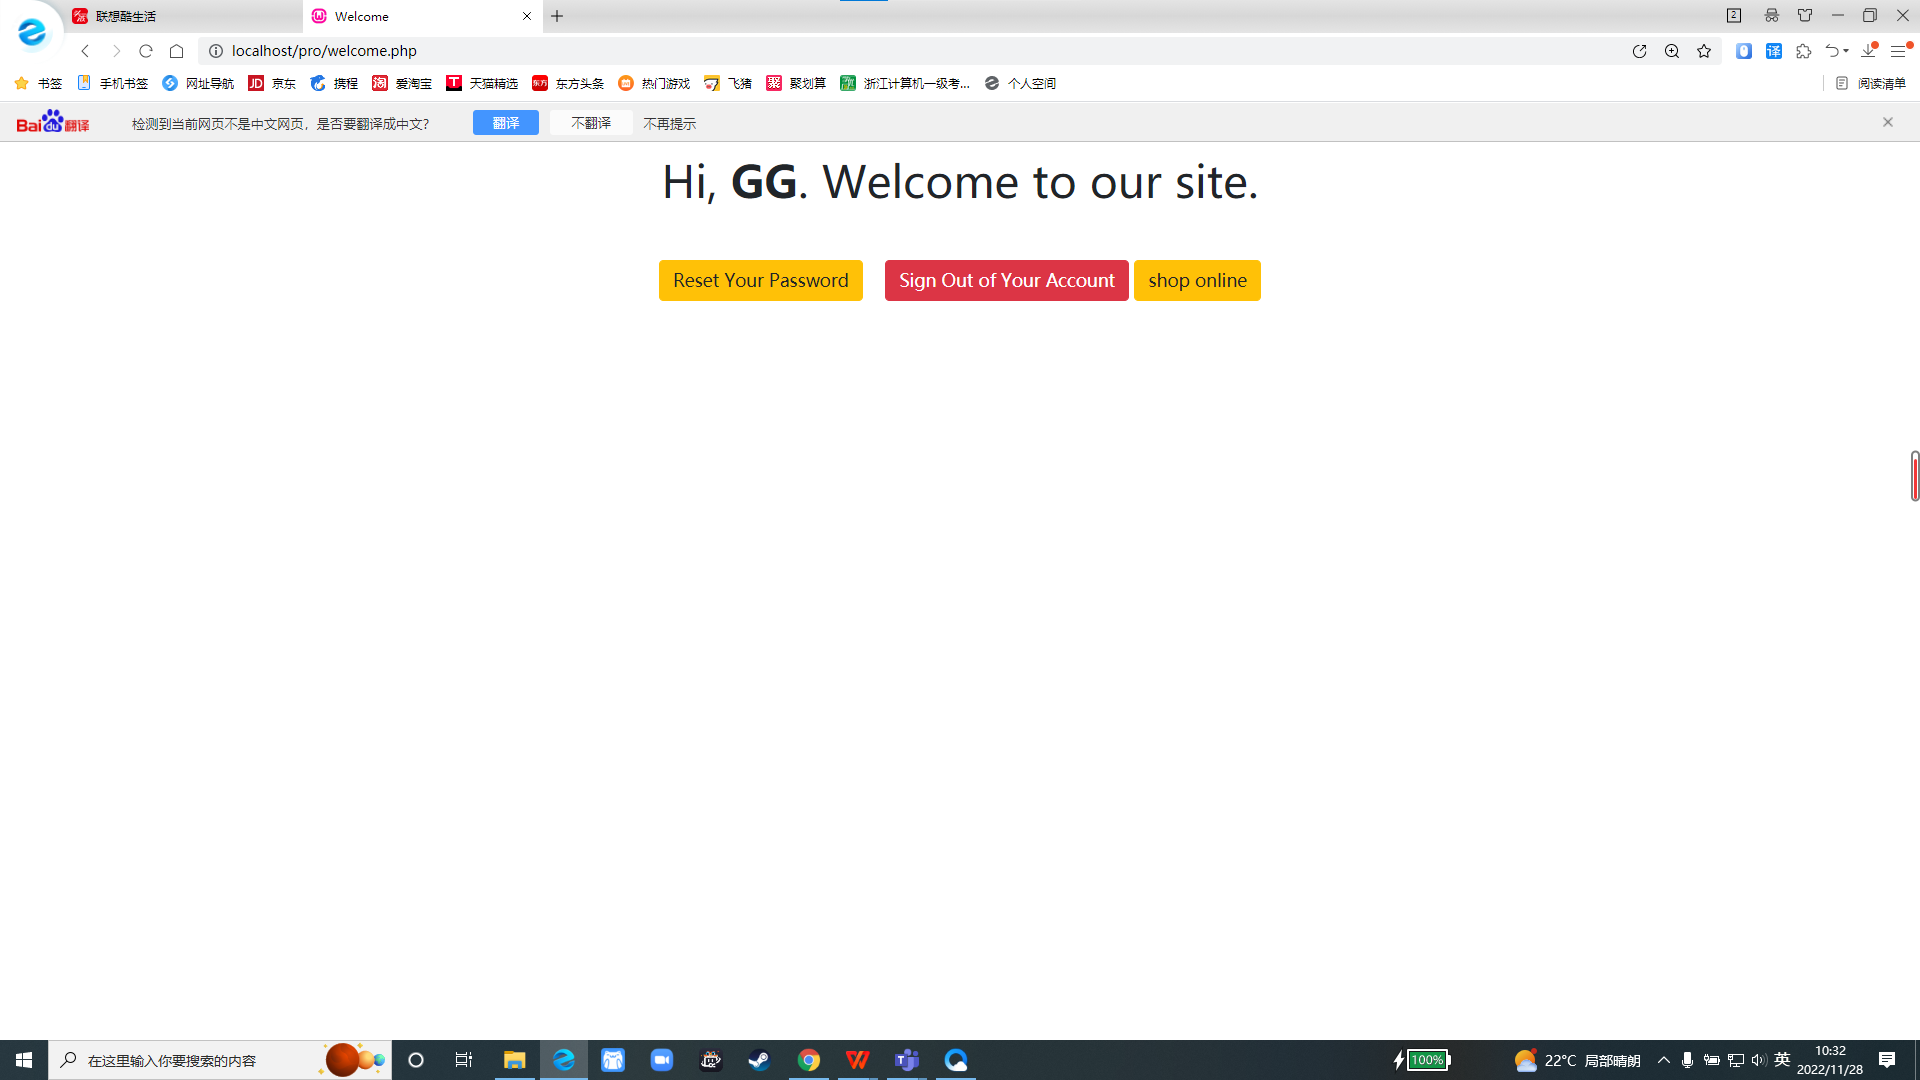 联想酷生活
Welcome
2
localhost/pro/welcome.php
译
书签
手机书签
网址导航
JD 京东
携程
淘 爱淘宝
T 天猫精选
东方 东方头条
热门游戏
飞猪
聚 聚划算
浙江计算机一级考...
个人空间
阅读清单
Bai du 翻译
检测到当前网页不是中文网页，是否要翻译成中文？
翻译
不翻译
不再提示
Hi, GG. Welcome to our site.
Reset Your Password
Sign Out of Your Account
shop online
在这里输入你要搜索的内容
100%
22°C 局部晴朗
英
10:32
2022/11/28